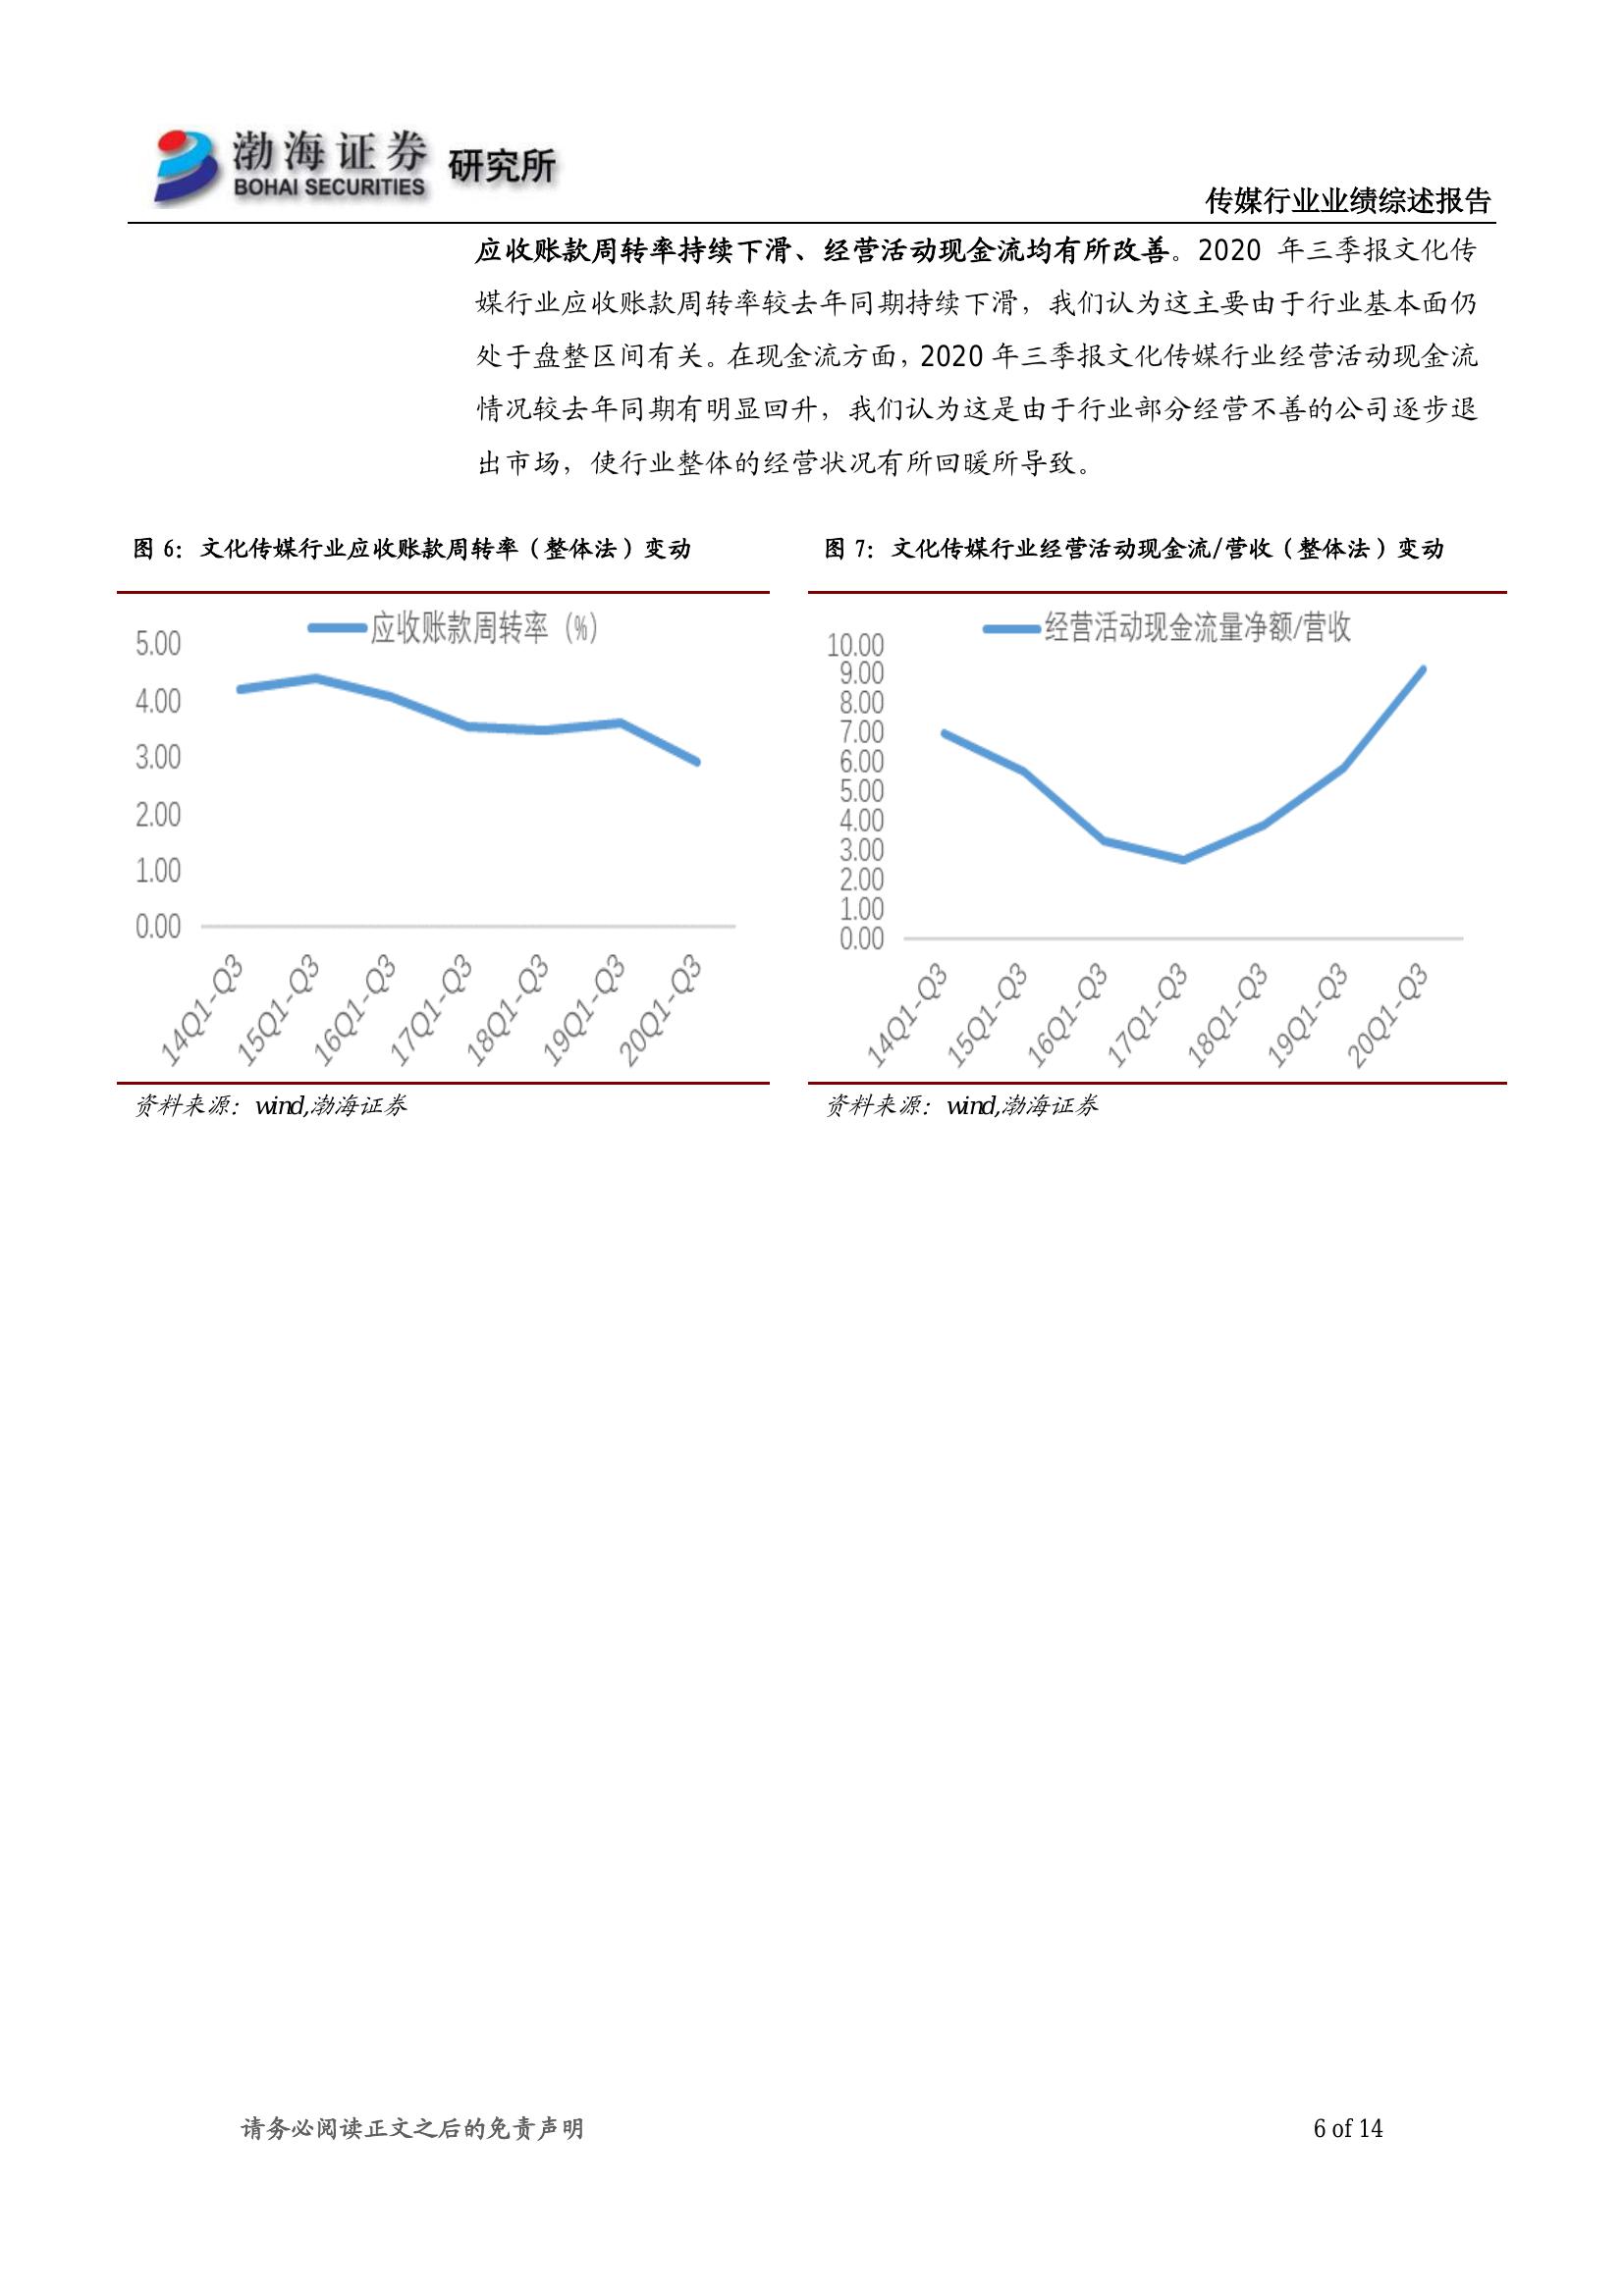 渤海证券 研究所
BOHAI SECURITIES
传媒行业业绩综述报告
应收账款周转率持续下滑、经营活动现金流均有所改善。2020 年三季报文化传
媒行业应收账款周转率较去年同期持续下滑，我们认为这主要由于行业基本面仍
处于盘整区间有关。在现金流方面，2020 年三季报文化传媒行业经营活动现金流
情况较去年同期有明显回升，我们认为这是由于行业部分经营不善的公司逐步退
出市场，使行业整体的经营状况有所回暖所导致。
图 6：文化传媒行业应收账款周转率（整体法）变动
应收账款周转率（%）
5.00
4.00
3.00
2.00
1.00
0.00
14Q1-Q3
15Q1-Q3
16Q1-Q3
17Q1-Q3
18Q1-Q3
19Q1-Q3
20Q1-Q3
资料来源：wind,渤海证券
图 7：文化传媒行业经营活动现金流/营收（整体法）变动
经营活动现金流量净额/营收
10.00
9.00
8.00
7.00
6.00
5.00
4.00
3.00
2.00
1.00
0.00
14Q1-Q3
15Q1-Q3
16Q1-Q3
17Q1-Q3
18Q1-Q3
19Q1-Q3
20Q1-Q3
资料来源：wind,渤海证券
请务必阅读正文之后的免责声明
6 of 14